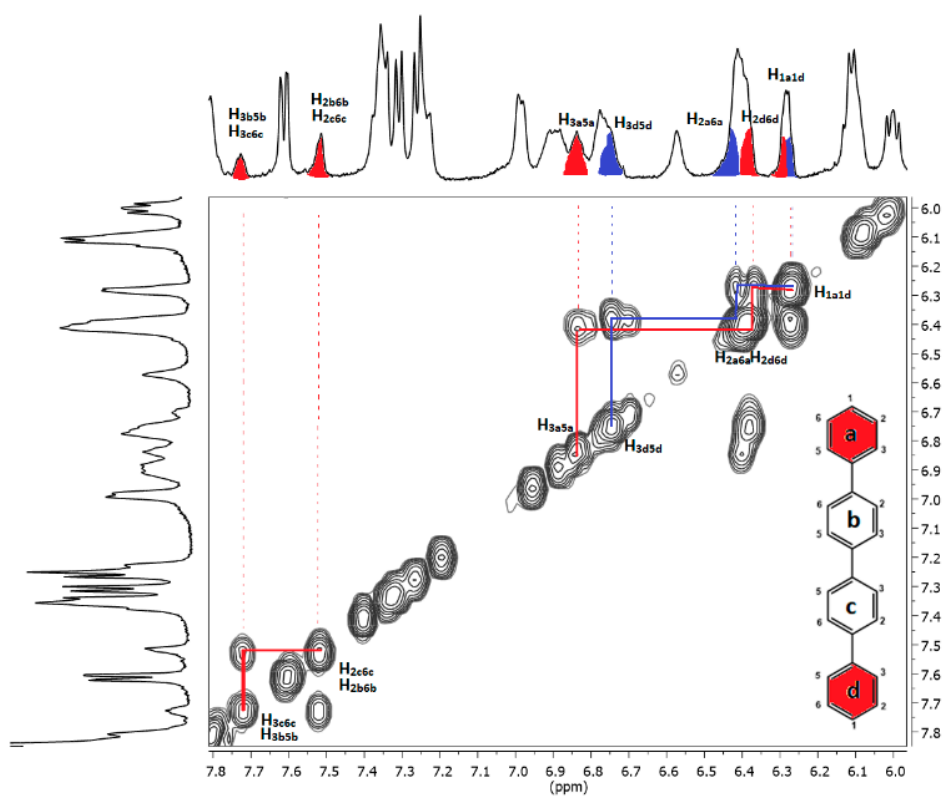 H3b5b
H3c6c
H2b6b
H2c6c
H3a5a
H3d5d
H2a6a
H2d6d
H1a1d
6.0
6.1
6.2
6.3
6.4
6.5
6.6
6.7
6.8
6.9
7.0
7.1
7.2
7.3
7.4
7.5
7.6
7.7
7.8
H1a1d
H2a6a H2d6d
H3a5a
H3d5d
H2c6c
H2b6b
H3c6c
H3b5b
1
6 2
a
5 3
6 2
b
5 3
5 3
c
6 2
5 3
d
6 2
1
7.8 7.7 7.6 7.5 7.4 7.3 7.2 7.1 7.0 6.9 6.8 6.7 6.6 6.5 6.4 6.3 6.2 6.1 6.0
(ppm)